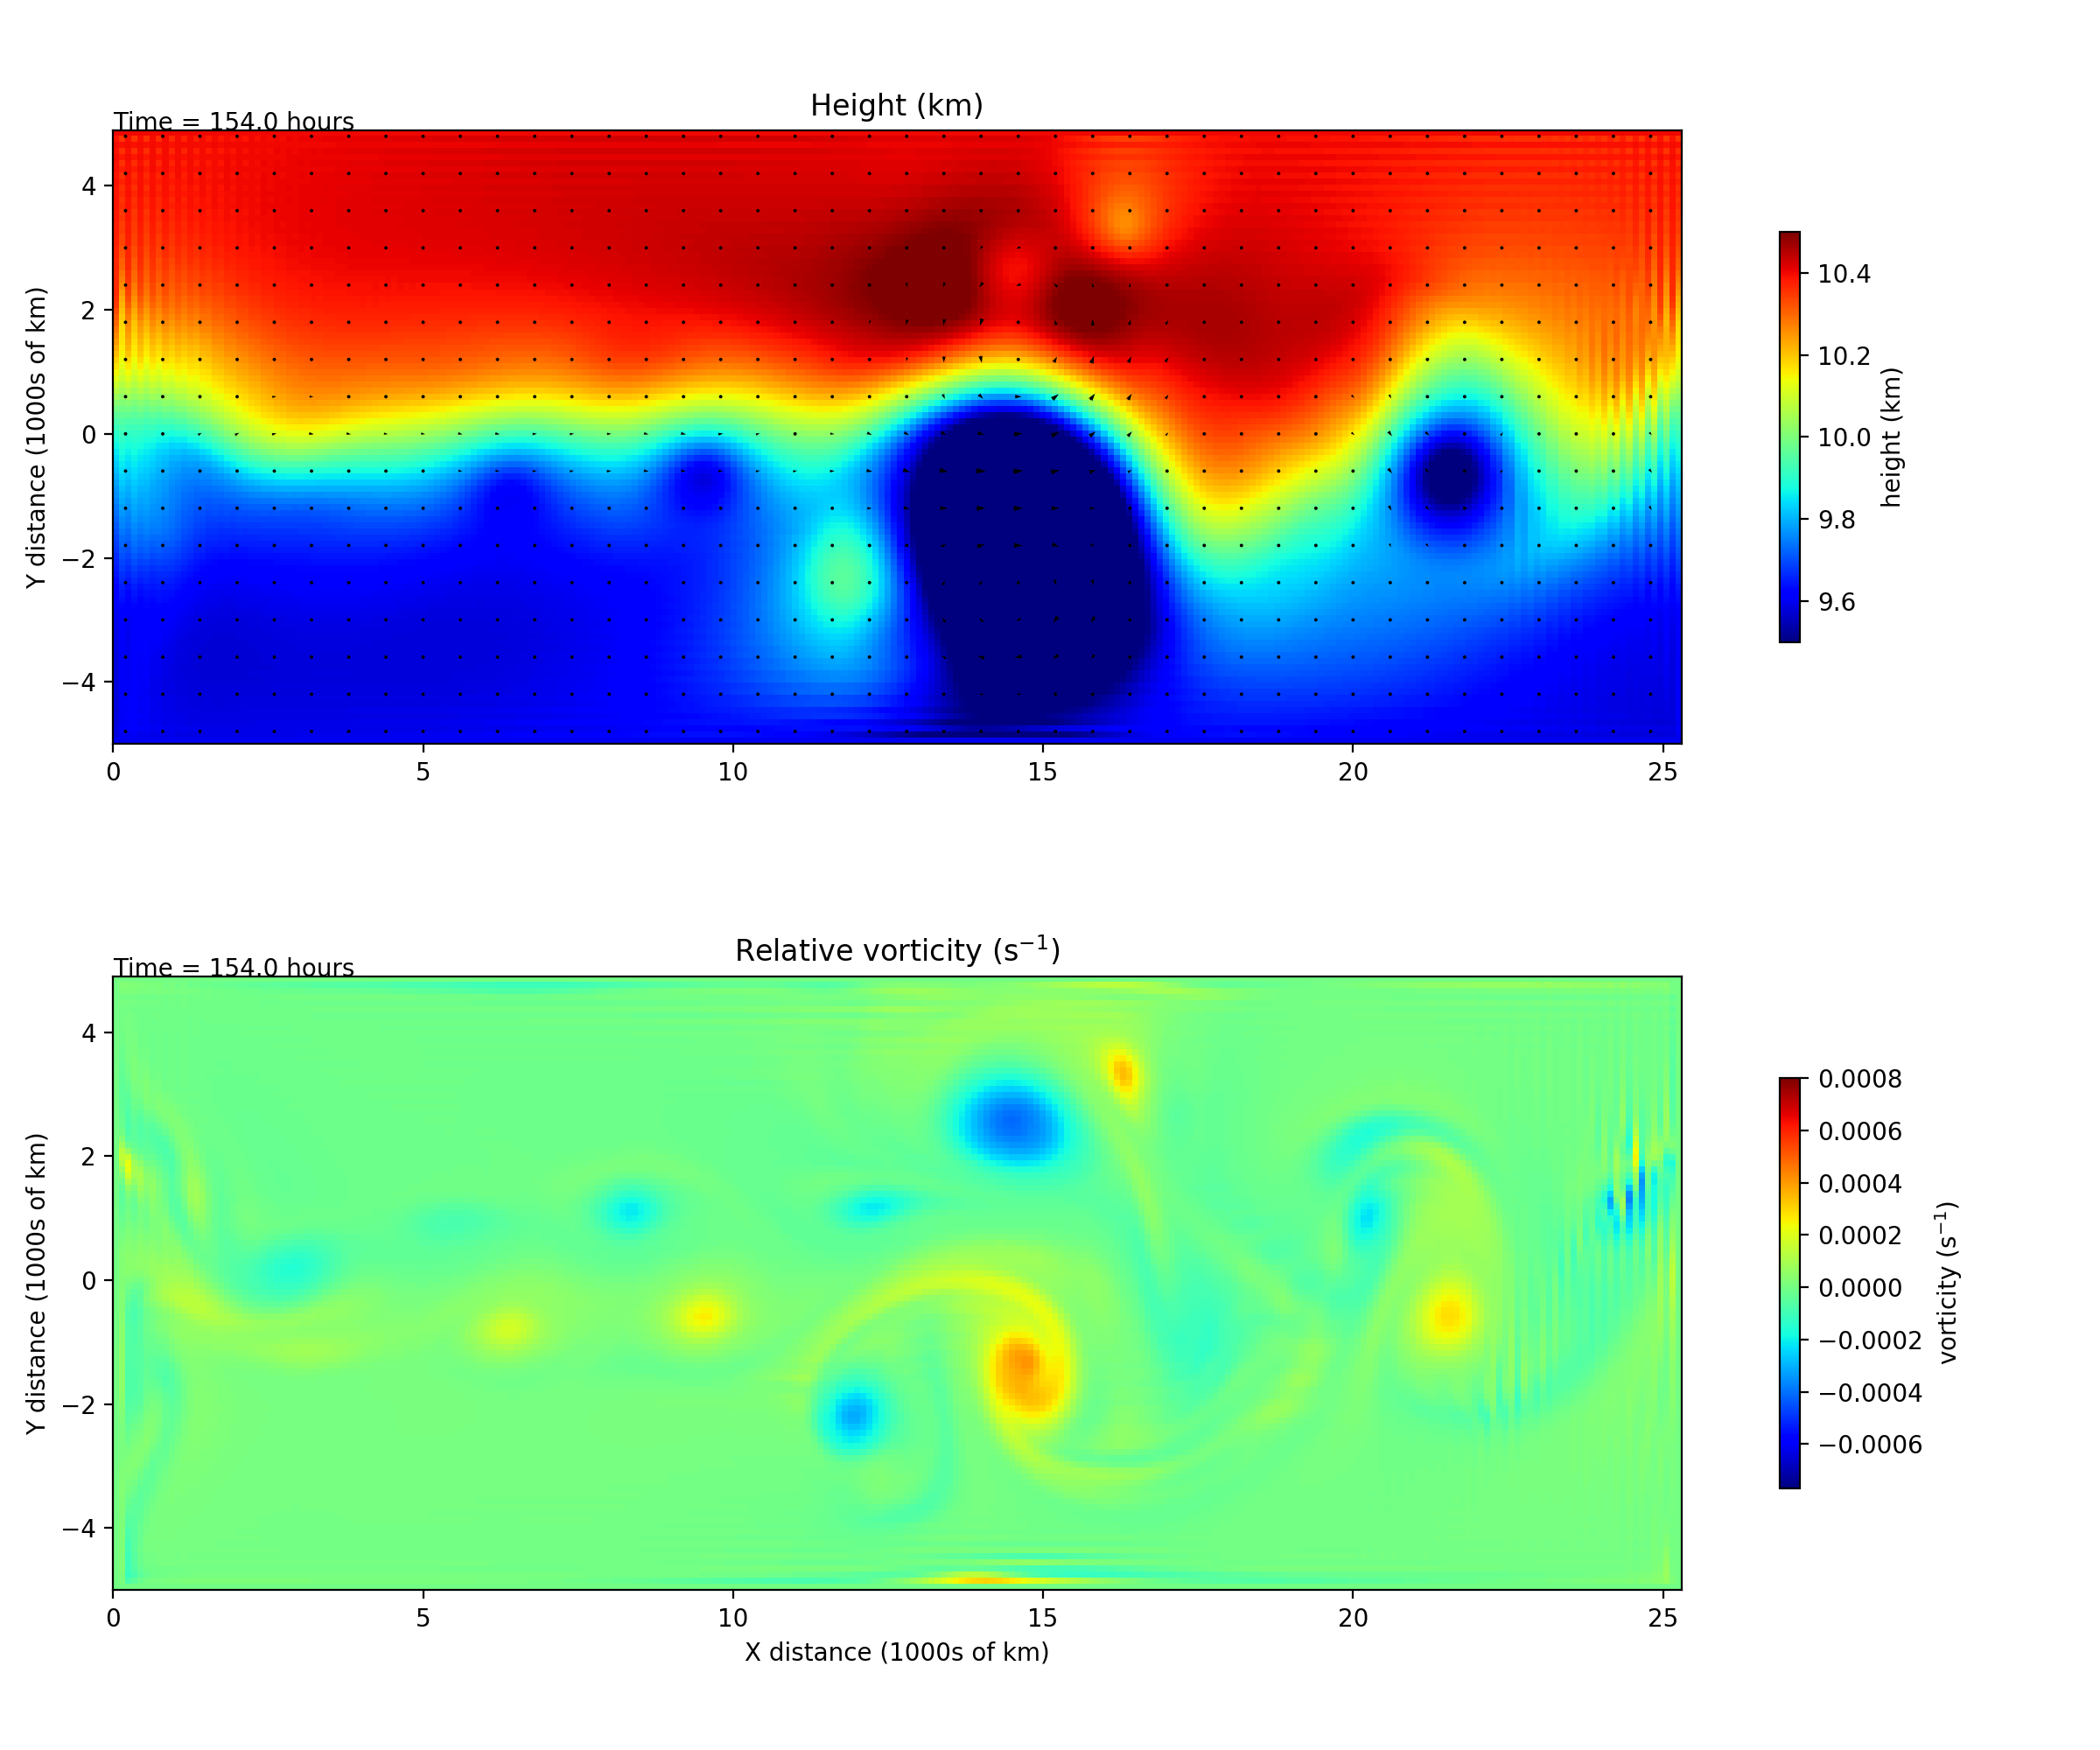 Height (km)
Time = 154.0 hours
Y distance (1000s of km)
4
2
0
−2
−4
0 5 10 15 20 25
10.4
10.2
10.0
9.8
9.6
height (km)
Relative vorticity (s⁻¹)
Time = 154.0 hours
Y distance (1000s of km)
4
2
0
−2
−4
0 5 10 15 20 25
X distance (1000s of km)
0.0008
0.0006
0.0004
0.0002
0.0000
−0.0002
−0.0004
−0.0006
vorticity (s⁻¹)